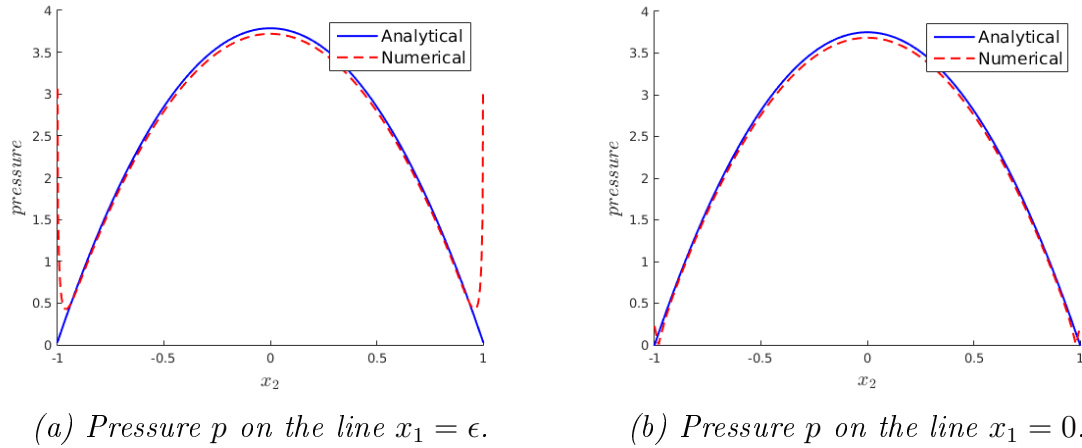 4
3.5
3
2.5
2
1.5
1
0.5
0
-1
-0.5
0
0.5
1
pressure
x₂
Analytical
Numerical
(a) Pressure p on the line x₁ = ϵ.
4
3.5
3
2.5
2
1.5
1
0.5
0
-1
-0.5
0
0.5
1
pressure
x₂
Analytical
Numerical
(b) Pressure p on the line x₁ = 0.